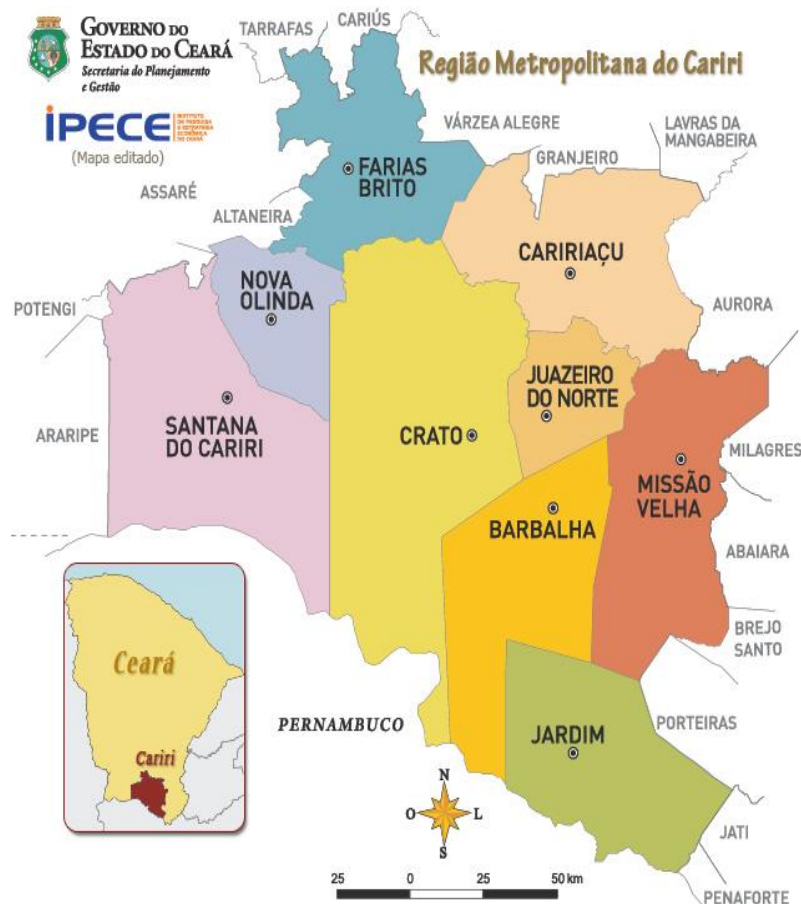 GOVERNO DO
ESTADO DO CEARÁ
Secretaria do Planejamento
e Gestão
IPECE
(Mapa editado)
Região Metropolitana do Cariri
TARRAFAS
CARIÚS
VÁRZEA ALEGRE
LAVRAS DA
MANGABEIRA
GRANJEIRO
FARIAS
BRITO
ASSARÉ
ALTANEIRA
CARIRIAÇU
NOVA
OLINDA
POTENGI
AURORA
JUAZEIRO
DO NORTE
SANTANA
DO CARIRI
ARARIPE
CRATO
MILAGRES
MISSÃO
VELHA
BARBALHA
ABAIARA
BREJO
SANTO
Ceará
Cariri
PERNAMBUCO
PORTEIRAS
JARDIM
N
O
L
S
JATI
PENAFORTE
25 0 25 50 km